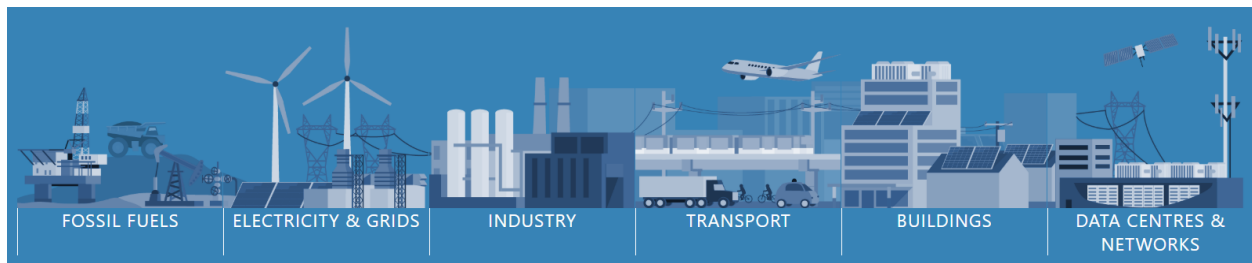 FOSSIL FUELS
ELECTRICITY & GRIDS
INDUSTRY
TRANSPORT
BUILDINGS
DATA CENTRES &
NETWORKS